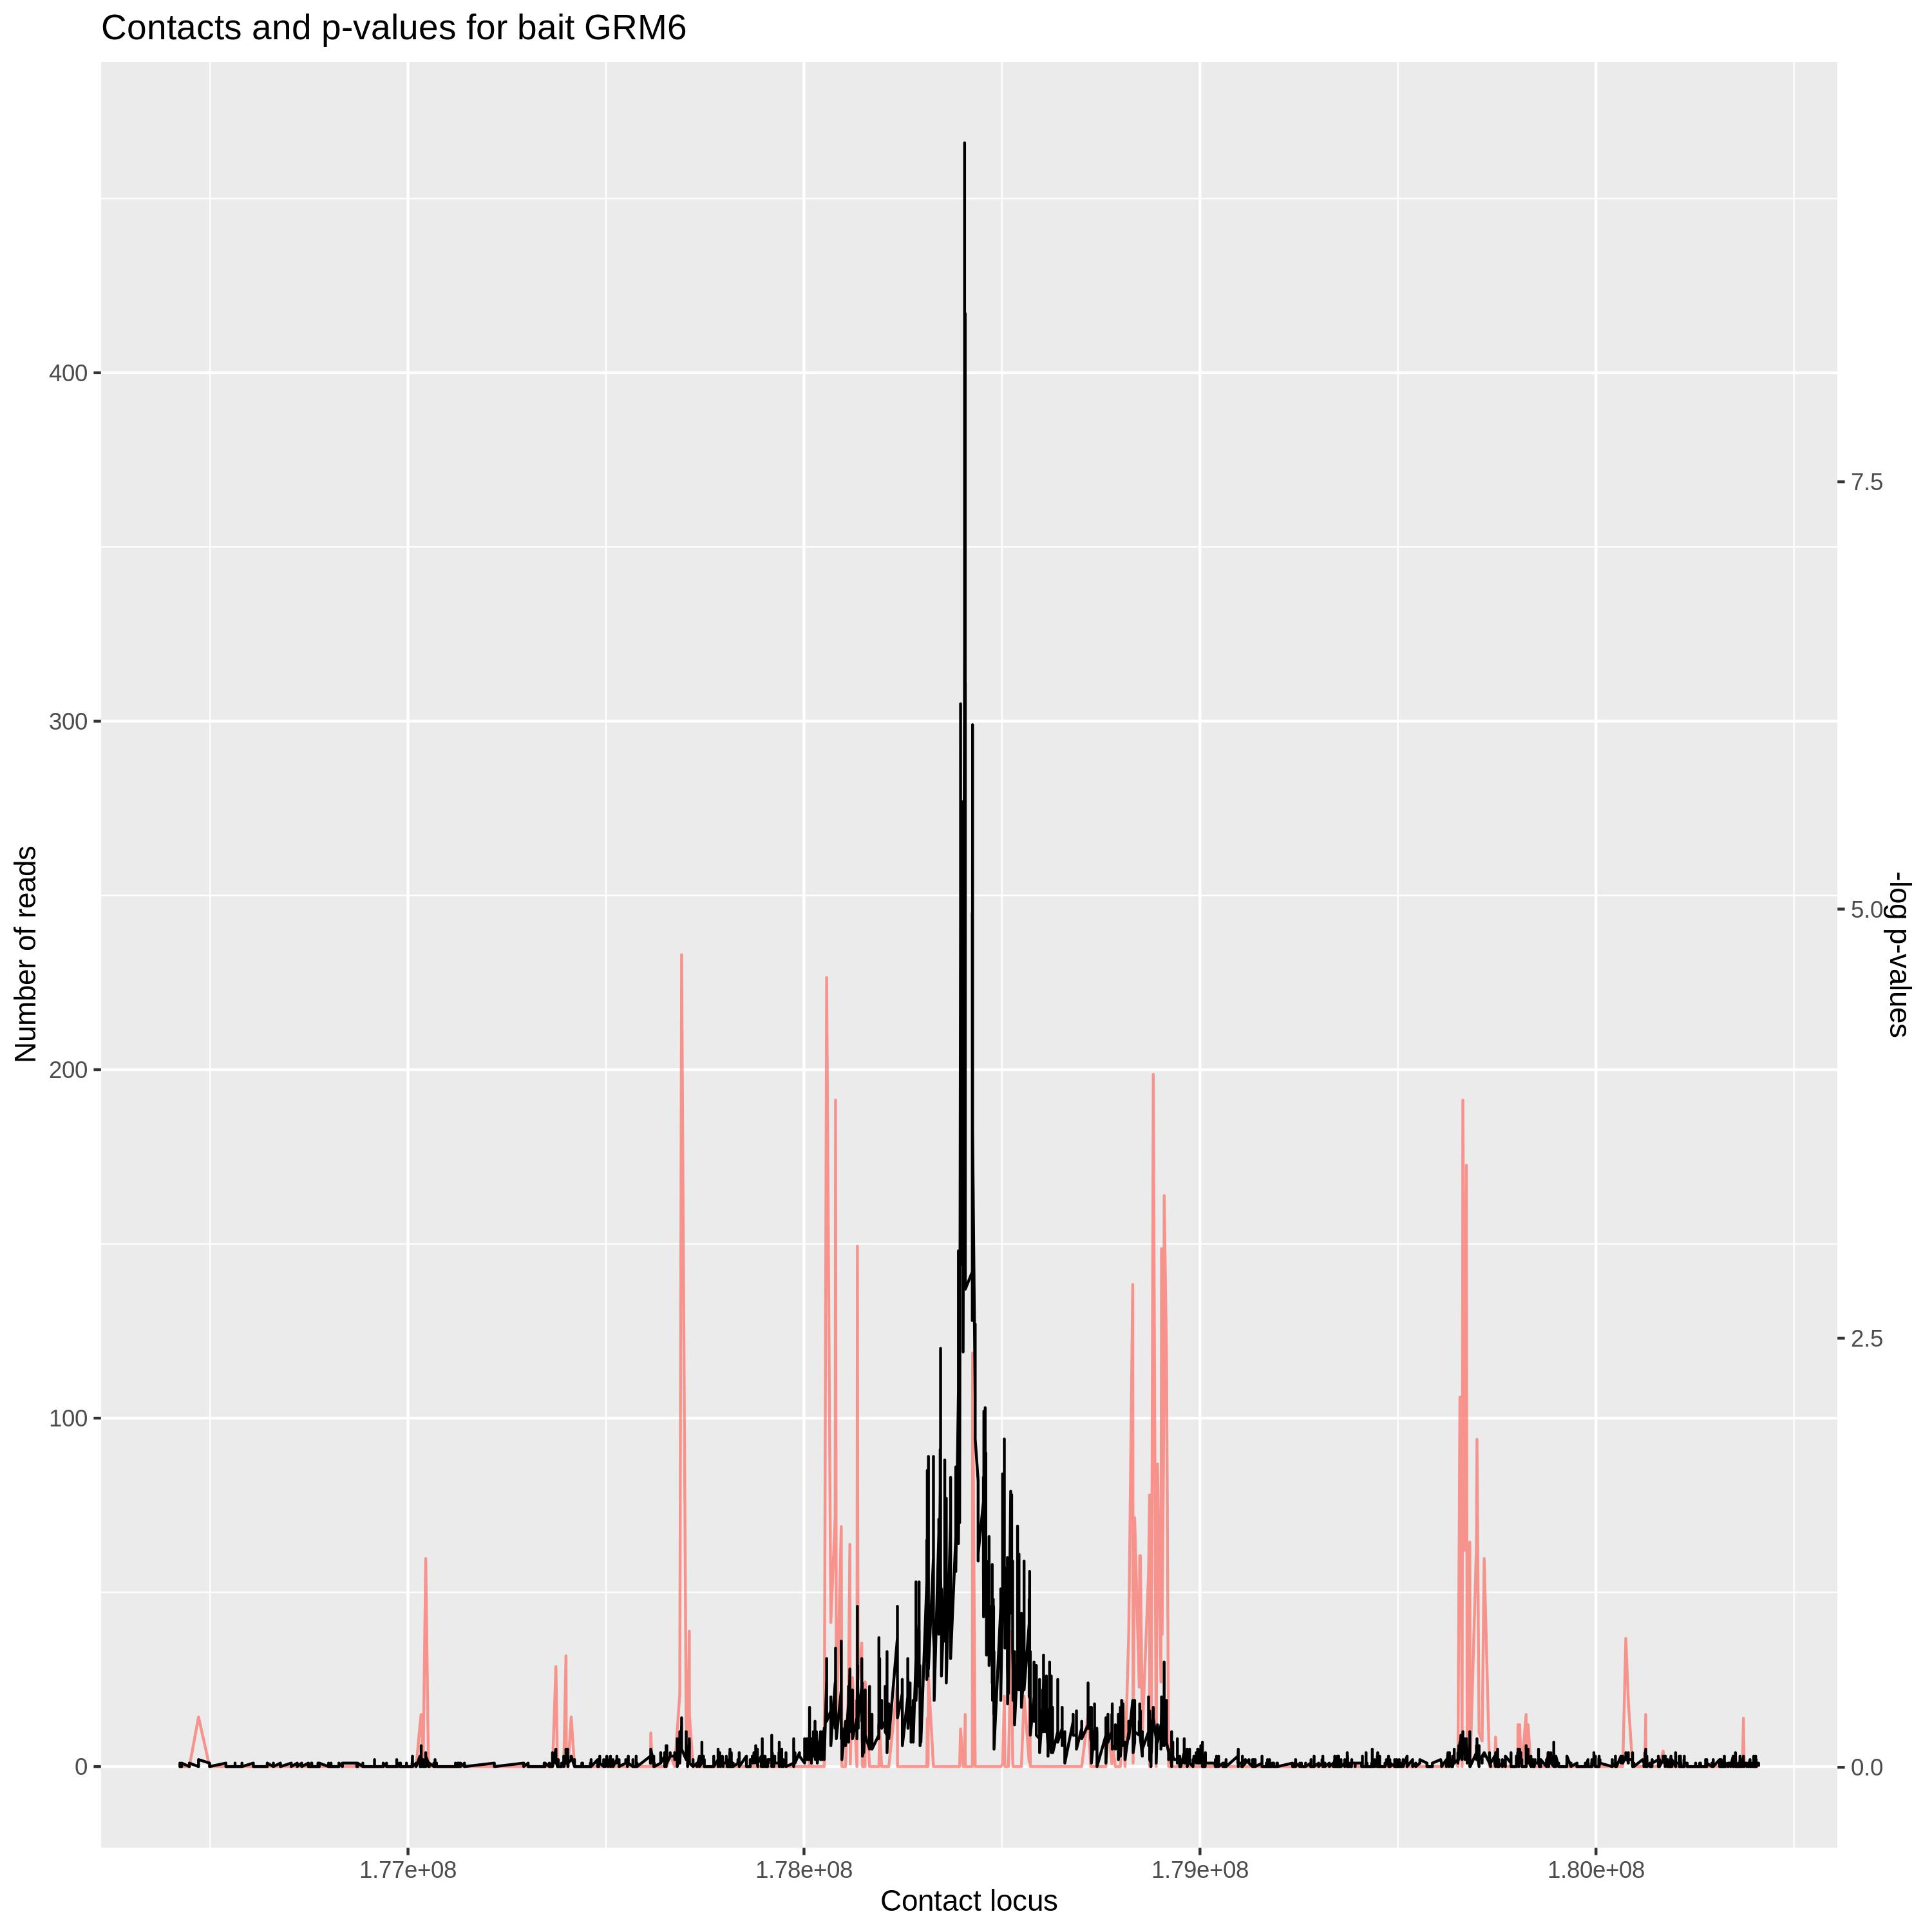 Contacts and p-values for bait GRM6
Number of reads
400
300
200
100
0
7.5
5.0
2.5
0.0
-log p-values
1.77e+08
1.78e+08
1.79e+08
1.80e+08
Contact locus